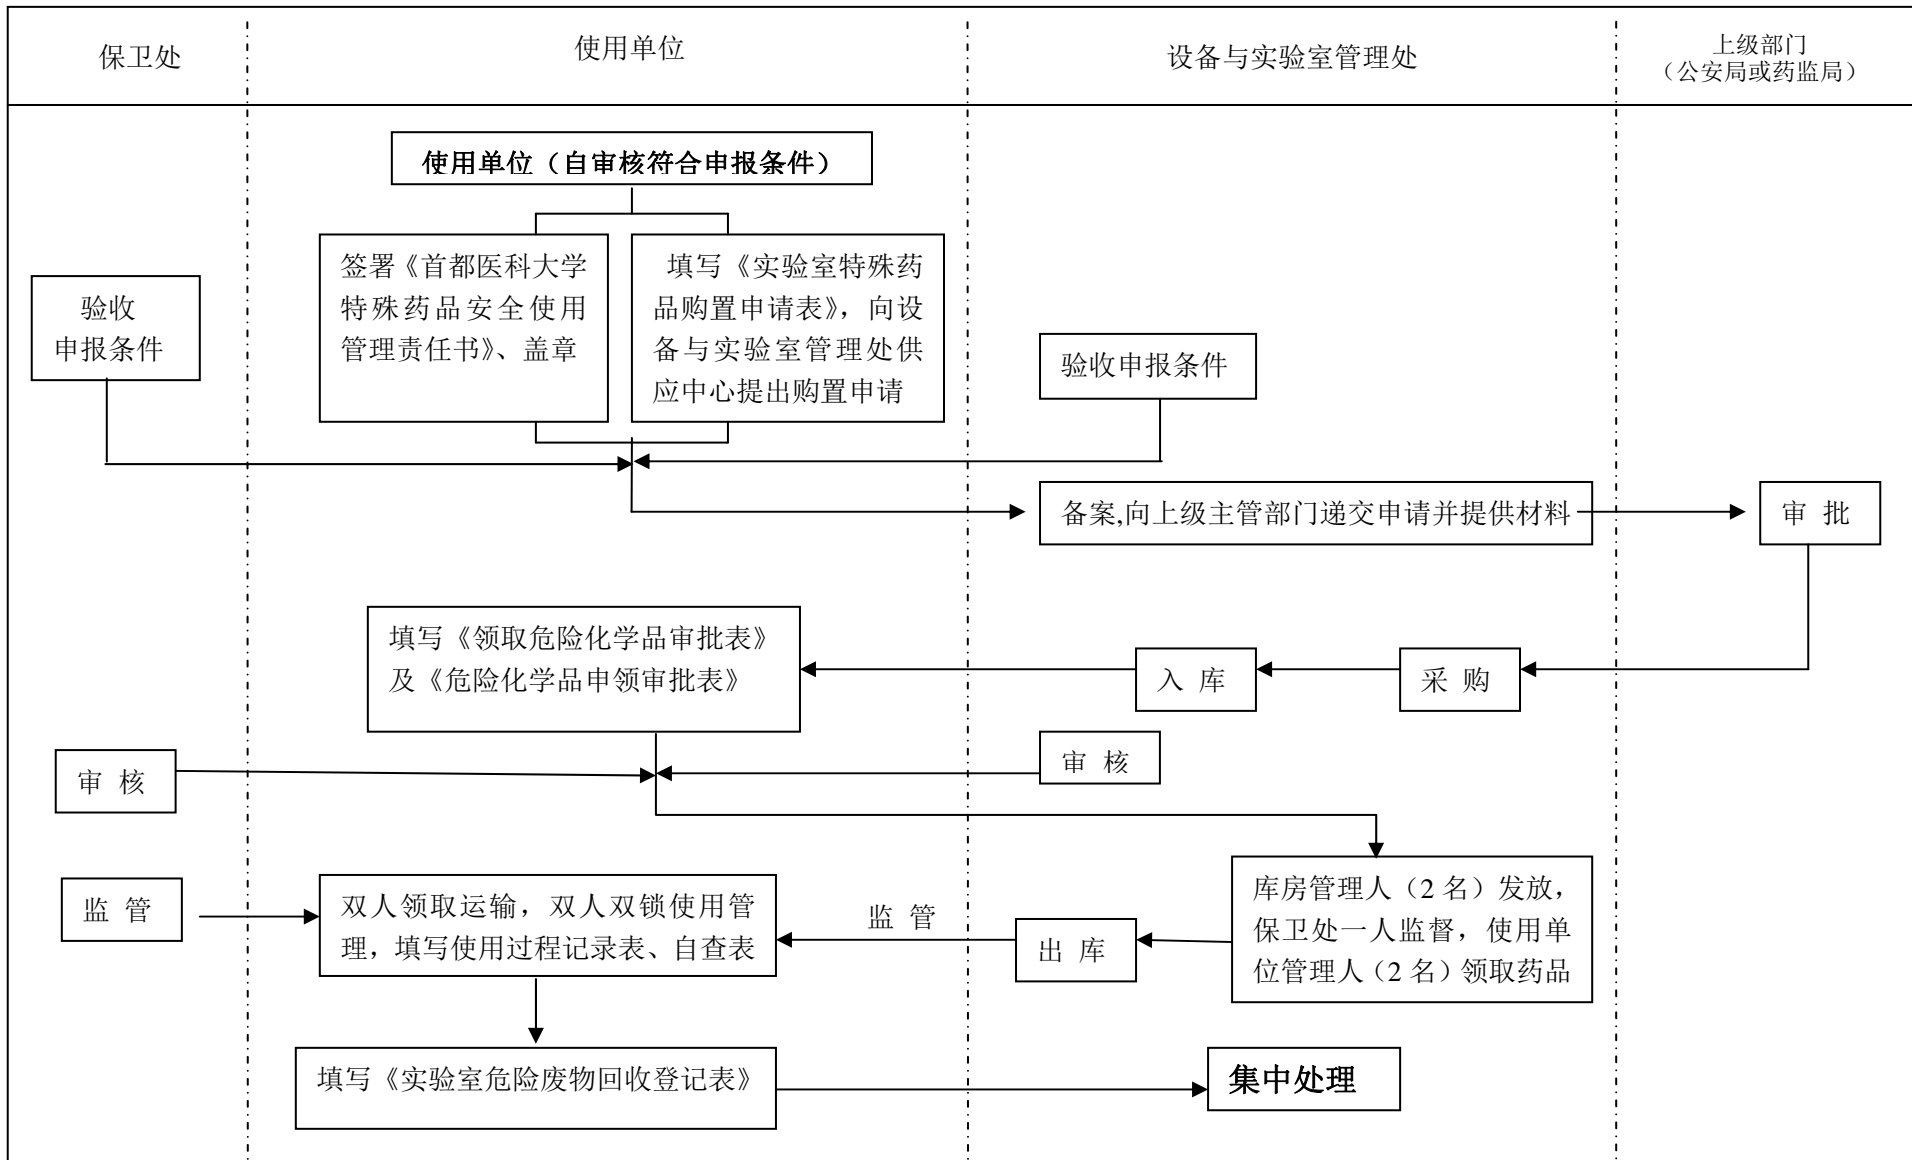 保卫处
使用单位
设备与实验室管理处
上级部门
（公安局或药监局）
使用单位（自审核符合申报条件）
签署《首都医科大学
特殊药品安全使用
管理责任书》、盖章
填写《实验室特殊药
品购置申请表》，向设
备与实验室管理处供
应中心提出购置申请
验收
申报条件
验收申报条件
备案,向上级主管部门递交申请并提供材料
审 批
填写《领取危险化学品审批表》
及《危险化学品申领审批表》
入 库
采 购
审 核
审 核
监 管
双人领取运输，双人双锁使用管
理，填写使用过程记录表、自查表
监 管
出 库
库房管理人（2 名）发放，
保卫处一人监督，使用单
位管理人（2 名）领取药品
填写《实验室危险废物回收登记表》
集中处理